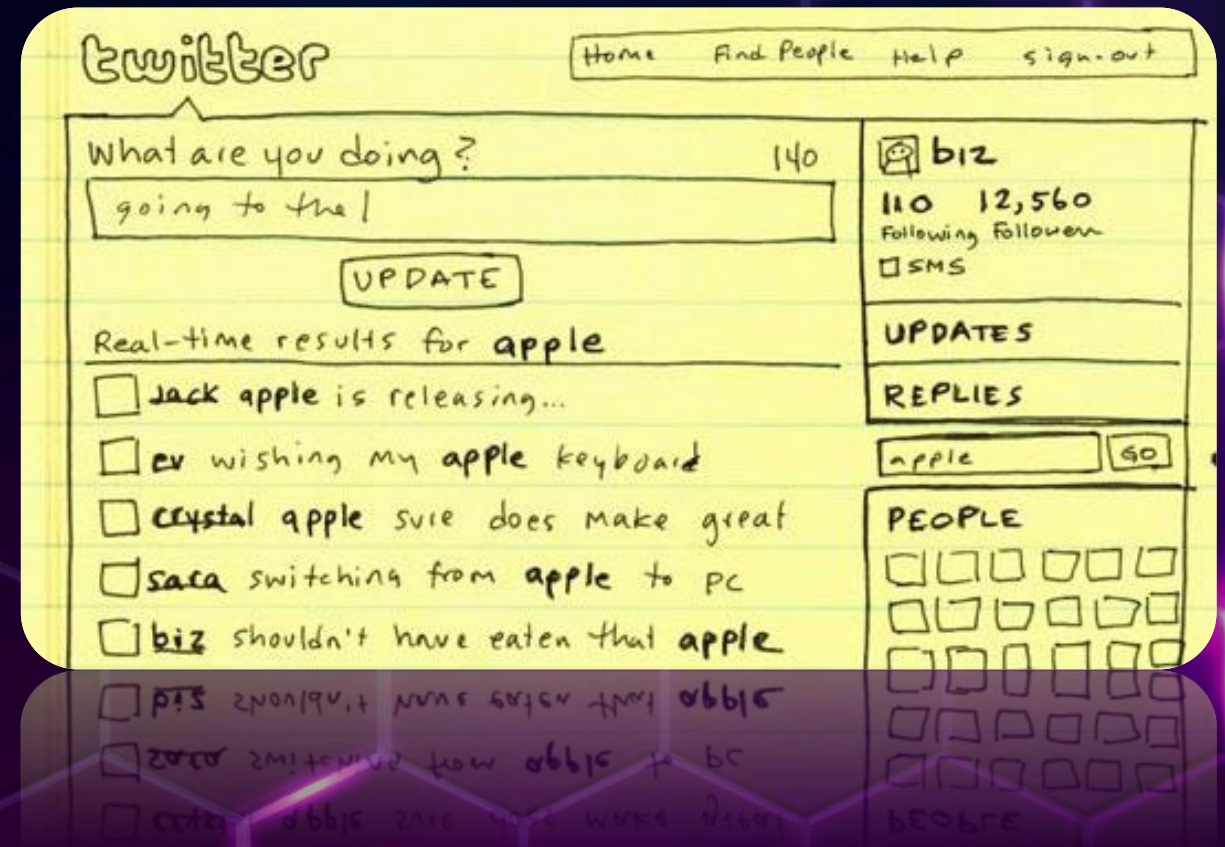 twitter
Home Find People Help sign-out
What are you doing? 140
going to the
UPDATE
Real-time results for apple
Jack apple is releasing...
ev wishing my apple keyboard
crystal apple sure does make great
sara switching from apple to PC
biz shouldn't have eaten that apple
biz
110 12,560
Following Followers
SMS
UPDATES
REPLIES
apple GO
PEOPLE